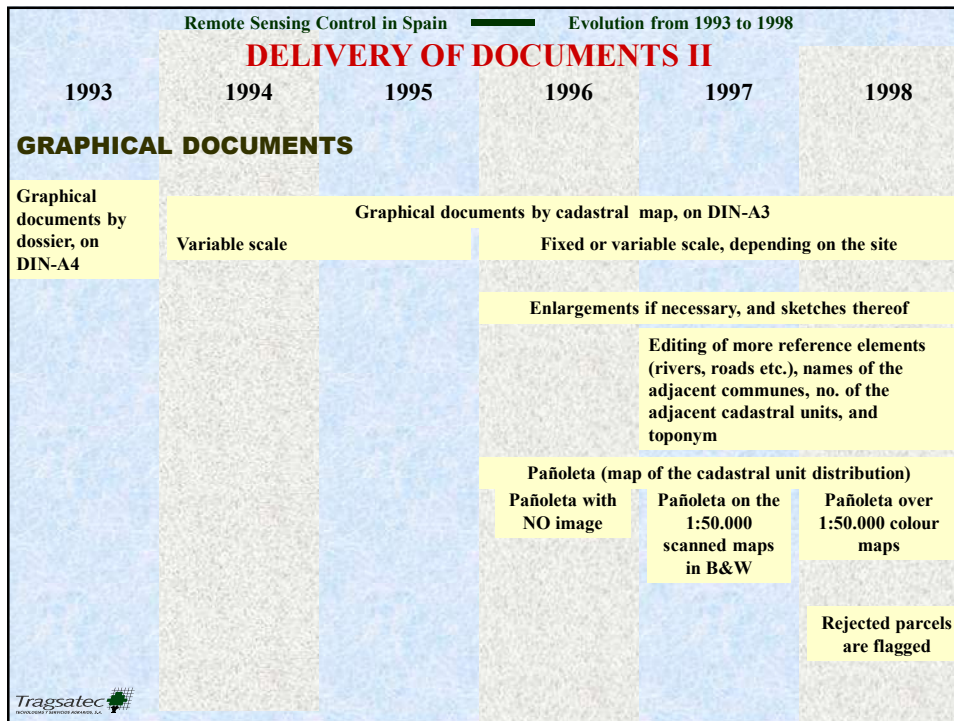 Remote Sensing Control in Spain Evolution from 1993 to 1998
DELIVERY OF DOCUMENTS II
1993 1994 1995 1996 1997 1998
GRAPHICAL DOCUMENTS
Graphical
documents by
dossier, on
DIN-A4
Graphical documents by cadastral map, on DIN-A3
Variable scale
Fixed or variable scale, depending on the site
Enlargements if necessary, and sketches thereof
Editing of more reference elements
(rivers, roads etc.), names of the
adjacent communes, no. of the
adjacent cadastral units, and
toponym
Pañoleta (map of the cadastral unit distribution)
Pañoleta with
NO image
Pañoleta on the
1:50.000
scanned maps
in B&W
Pañoleta over
1:50.000 colour
maps
Rejected parcels
are flagged
Tragsatec
TECNOLOGIAS Y SERVICIOS AGRARIOS, S.A.